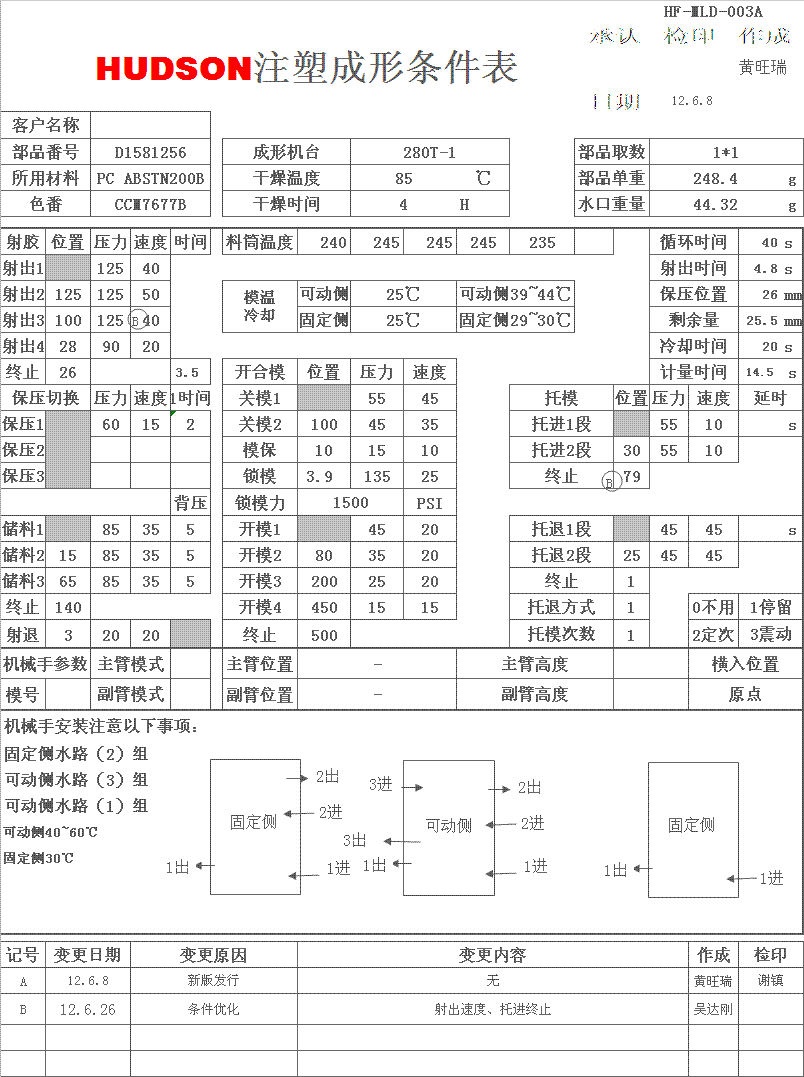 HF-MLD-003A
承认 检印 作成
HUDSON注塑成形条件表
黄旺瑞
日期 12.6.8
客户名称
部品番号 D1581256 成形机台 280T-1 部品取数 1*1
所用材料 PC ABSTN200B 干燥温度 85 ℃ 部品单重 248.4 g
色番 CCM7677B 干燥时间 4 H 水口重量 44.32 g
射胶 位置 压力 速度 时间 料筒温度 240 245 245 245 235 循环时间 40 s
射出1 125 40 射出时间 4.8 s
射出2 125 125 50 模温冷却 可动侧 25℃ 可动侧39~44℃ 保压位置 26 mm
射出3 100 125 B 40 固定侧 25℃ 固定侧29~30℃ 剩余量 25.5 mm
射出4 28 90 20 冷却时间 20 s
终止 26 3.5 开合模 位置 压力 速度 计量时间 14.5 s
保压切换 压力 速度 1时间 关模1 55 45 托模 位置 压力 速度 延时
保压1 60 15 2 关模2 100 45 35 托进1段 55 10 s
保压2 模保 10 15 10 托进2段 30 55 10
保压3 锁模 3.9 135 25 终止 B 79
背压 锁模力 1500 PSI
储料1 85 35 5 开模1 45 20 托退1段 45 45 s
储料2 15 85 35 5 开模2 80 35 20 托退2段 25 45 45
储料3 65 85 35 5 开模3 200 25 20 终止 1
终止 140 开模4 450 15 15 托退方式 1 0不用 1停留
射退 3 20 20 终止 500 托模次数 1 2定次 3震动
机械手参数 主臂模式 主臂位置 - 主臂高度 横入位置
模号 副臂模式 副臂位置 - 副臂高度 原点
机械手安装注意以下事项:
固定侧水路（2）组
可动侧水路（3）组
可动侧水路（1）组
可动侧40~60℃
固定侧30℃
固定侧 2出 2进 1进 1出
可动侧 3进 2出 2进 3出 1出 1进
固定侧 1出 1进
记号 变更日期 变更原因 变更内容 作成 检印
A 12.6.8 新版发行 无 黄旺瑞 谢镇
B 12.6.26 条件优化 射出速度、托进终止 吴达刚